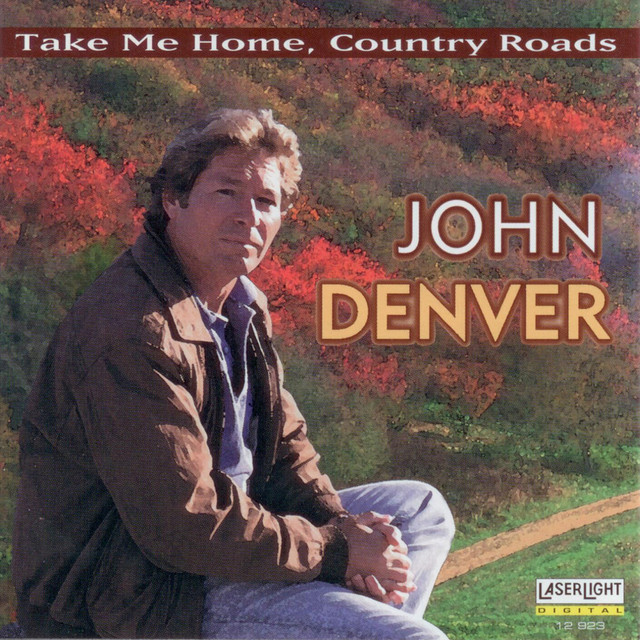 Take Me Home, Country Roads
JOHN
DENVER
LASERLIGHT
DIGITAL
12 923